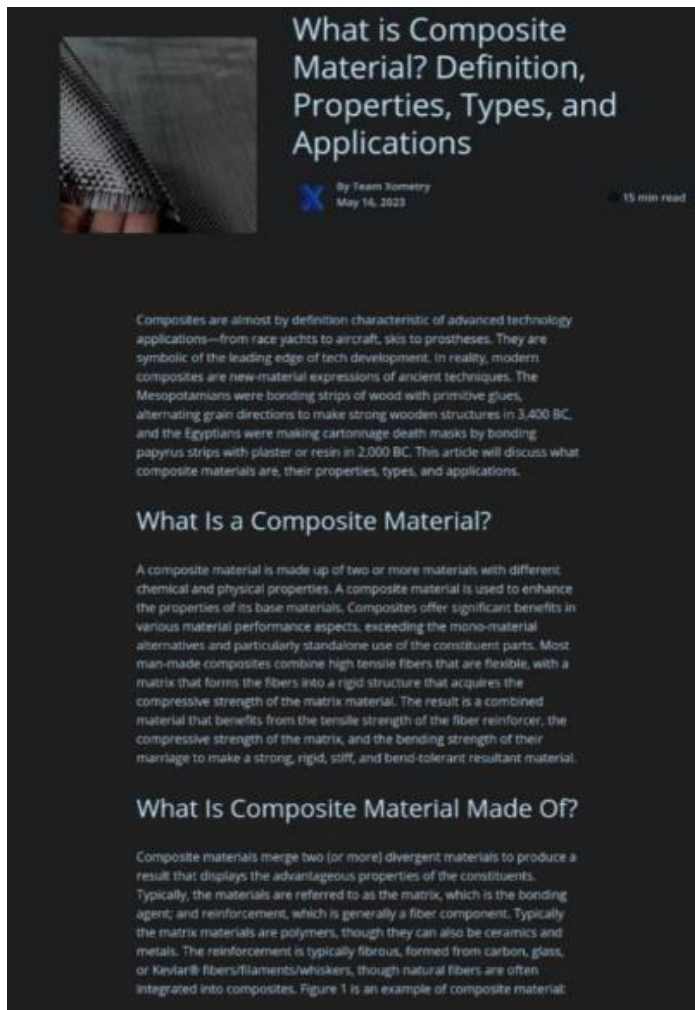 What is Composite
Material? Definition,
Properties, Types, and
Applications
By Team Xometry
May 16, 2023
15 min read
Composites are almost by definition characteristic of advanced technology
applications—from race yachts to aircraft, skis to prostheses. They are
symbolic of the leading edge of tech development. In reality, modern
composites are new-material expressions of ancient techniques. The
Mesopotamians were bonding strips of wood with primitive glues,
alternating grain directions to make strong wooden structures in 3,400 BC,
and the Egyptians were making cartonnage death masks by bonding
papyrus strips with plaster or resin in 2,000 BC. This article will discuss what
composite materials are, their properties, types, and applications.
What Is a Composite Material?
A composite material is made up of two or more materials with different
chemical and physical properties. A composite material is used to enhance
the properties of its base materials. Composites offer significant benefits in
various material performance aspects, exceeding the mono-material
alternatives and particularly standalone use of the constituent parts. Most
man-made composites combine high tensile fibers that are flexible, with a
matrix that forms the fibers into a rigid structure that acquires the
compressive strength of the matrix material. The result is a combined
material that benefits from the tensile strength of the fiber reinforcer, the
compressive strength of the matrix, and the bending strength of their
marriage to make a strong, rigid, stiff, and bend-tolerant resultant material.
What Is Composite Material Made Of?
Composite materials merge two (or more) divergent materials to produce a
result that displays the advantageous properties of the constituents.
Typically, the materials are referred to as the matrix, which is the bonding
agent; and reinforcement, which is generally a fiber component. Typically
the matrix materials are polymers, though they can also be ceramics and
metals. The reinforcement is typically fibrous, formed from carbon, glass,
or Kevlar® fibers/filaments/whiskers, though natural fibers are often
integrated into composites. Figure 1 is an example of composite material: